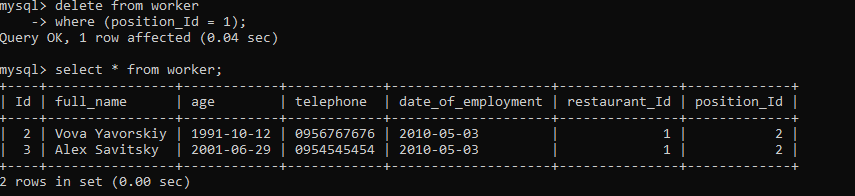 mysql> delete from worker
    -> where (position_Id = 1);
Query OK, 1 row affected (0.04 sec)
mysql> select * from worker;
+----+----------------+------------+------------+--------------------+---------------+-------------+
| Id | full_name      | age        | telephone  | date_of_employment | restaurant_Id | position_Id |
+----+----------------+------------+------------+--------------------+---------------+-------------+
|  2 | Vova Yavorskiy | 1991-10-12 | 0956767676 | 2010-05-03         |             1 |           2 |
|  3 | Alex Savitsky  | 2001-06-29 | 0954545454 | 2010-05-03         |             1 |           2 |
+----+----------------+------------+------------+--------------------+---------------+-------------+
2 rows in set (0.00 sec)